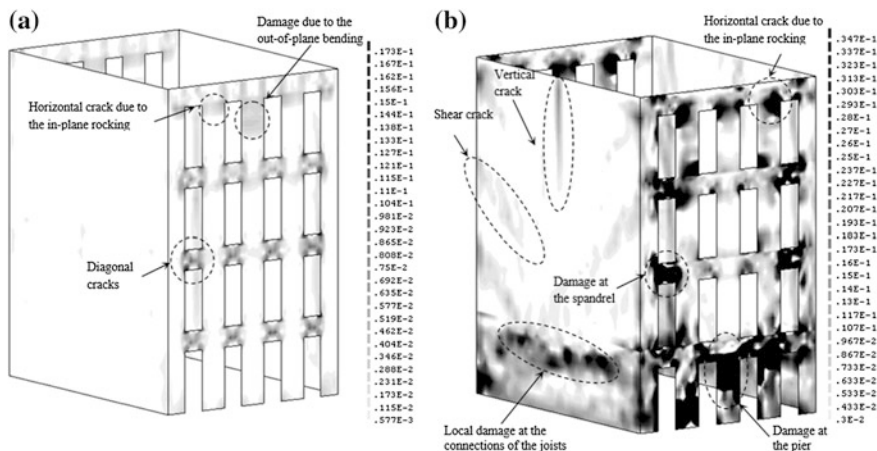 (a)
Damage due to the
out-of-plane bending
Horizontal crack due to
the in-plane rocking
Diagonal
cracks
.173E-1
.167E-1
.162E-1
.156E-1
.15E-1
.144E-1
.138E-1
.133E-1
.127E-1
.121E-1
.115E-1
.11E-1
.104E-1
.981E-2
.923E-2
.865E-2
.808E-2
.75E-2
.692E-2
.635E-2
.577E-2
.519E-2
.462E-2
.404E-2
.346E-2
.288E-2
.231E-2
.173E-2
.115E-2
.577E-3
(b)
Horizontal crack due to
the in-plane rocking
Vertical
crack
Shear crack
Damage at
the spandrel
Local damage at the
connections of the joists
Damage at
the pier
.347E-1
.337E-1
.323E-1
.313E-1
.303E-1
.293E-1
.28E-1
.27E-1
.26E-1
.25E-1
.237E-1
.227E-1
.217E-1
.207E-1
.193E-1
.183E-1
.173E-1
.16E-1
.15E-1
.14E-1
.13E-1
.117E-1
.107E-1
.967E-2
.867E-2
.733E-2
.633E-2
.533E-2
.433E-2
.3E-2